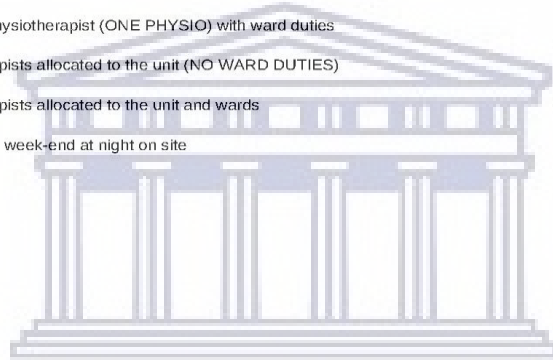 ysiotherapist (ONE PHYSIO) with ward duties
pists allocated to the unit (NO WARD DUTIES)
pists allocated to the unit and wards
week-end at night on site